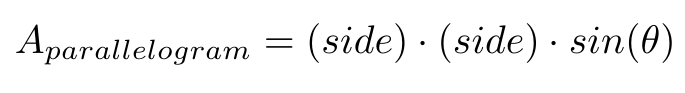 A_{parallelogram} = (side) · (side) · sin(θ)